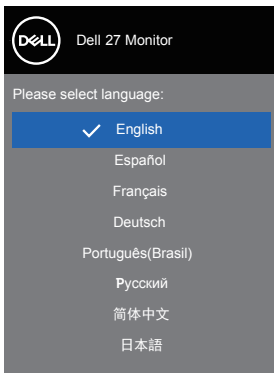 DELL
Dell 27 Monitor
Please select language:
English
Español
Français
Deutsch
Português(Brasil)
Русский
简体中文
日本語